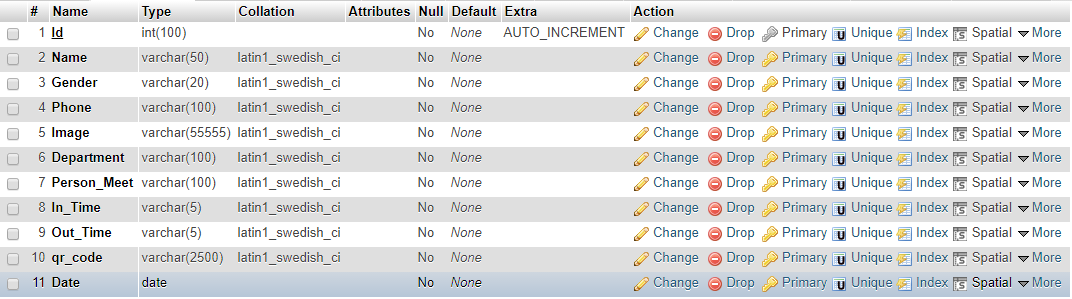 # Name Type Collation Attributes Null Default Extra Action
1 Id int(100) No None AUTO_INCREMENT Change Drop Primary Unique Index Spatial More
2 Name varchar(50) latin1_swedish_ci No None Change Drop Primary Unique Index Spatial More
3 Gender varchar(20) latin1_swedish_ci No None Change Drop Primary Unique Index Spatial More
4 Phone varchar(100) latin1_swedish_ci No None Change Drop Primary Unique Index Spatial More
5 Image varchar(55555) latin1_swedish_ci No None Change Drop Primary Unique Index Spatial More
6 Department varchar(100) latin1_swedish_ci No None Change Drop Primary Unique Index Spatial More
7 Person_Meet varchar(100) latin1_swedish_ci No None Change Drop Primary Unique Index Spatial More
8 In_Time varchar(5) latin1_swedish_ci No None Change Drop Primary Unique Index Spatial More
9 Out_Time varchar(5) latin1_swedish_ci No None Change Drop Primary Unique Index Spatial More
10 qr_code varchar(2500) latin1_swedish_ci No None Change Drop Primary Unique Index Spatial More
11 Date date No None Change Drop Primary Unique Index Spatial More